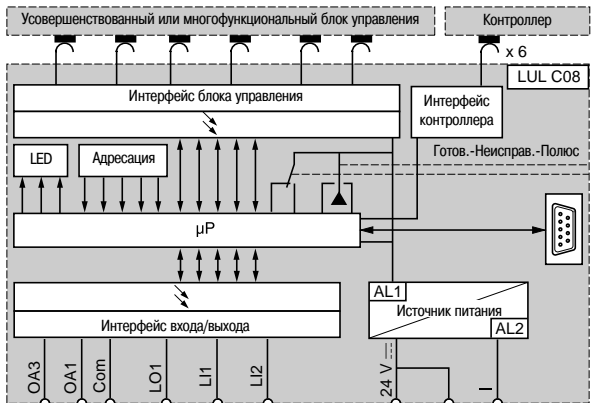 Усовершенствованный или многофункциональный блок управления
Контроллер
x 6
LUL C08
Интерфейс блока управления
Интерфейс
контроллера
LED
Адресация
Готов.-Неисправ.-Полюс
µP
AL1
Источник питания
AL2
Интерфейс входа/выхода
OA3
OA1
Com
LO1
LI1
LI2
24 V
I